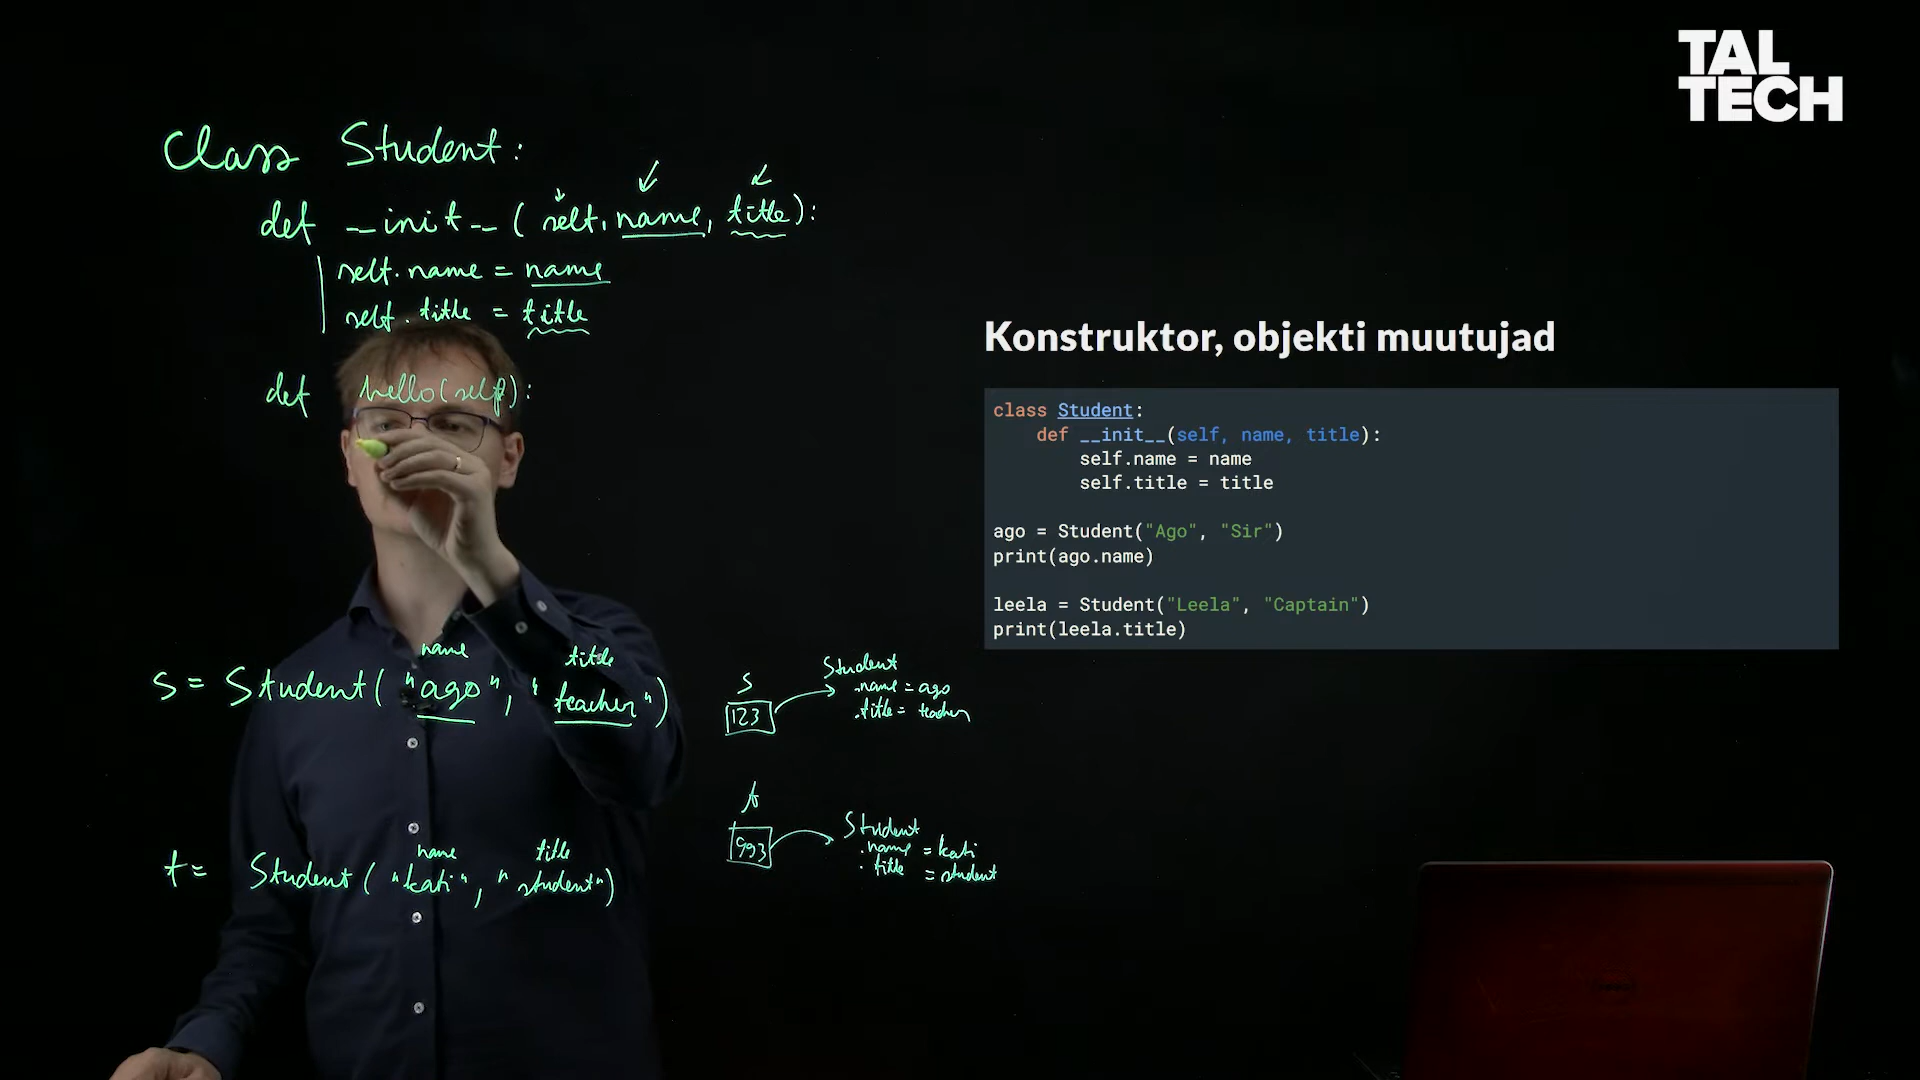 TAL
TECH
class Student:
def __init__(self, name, title):
self.name = name
self.title = title
def hello(self):
s = Student("ago", "teacher")
name
title
s
123
Student
.name = ago
.title = teacher
t = Student("kati", "student")
name
title
t
993
Student
.name = kati
.title = student
Konstruktor, objekti muutujad
class Student:
def __init__(self, name, title):
self.name = name
self.title = title
ago = Student("Ago", "Sir")
print(ago.name)
leela = Student("Leela", "Captain")
print(leela.title)